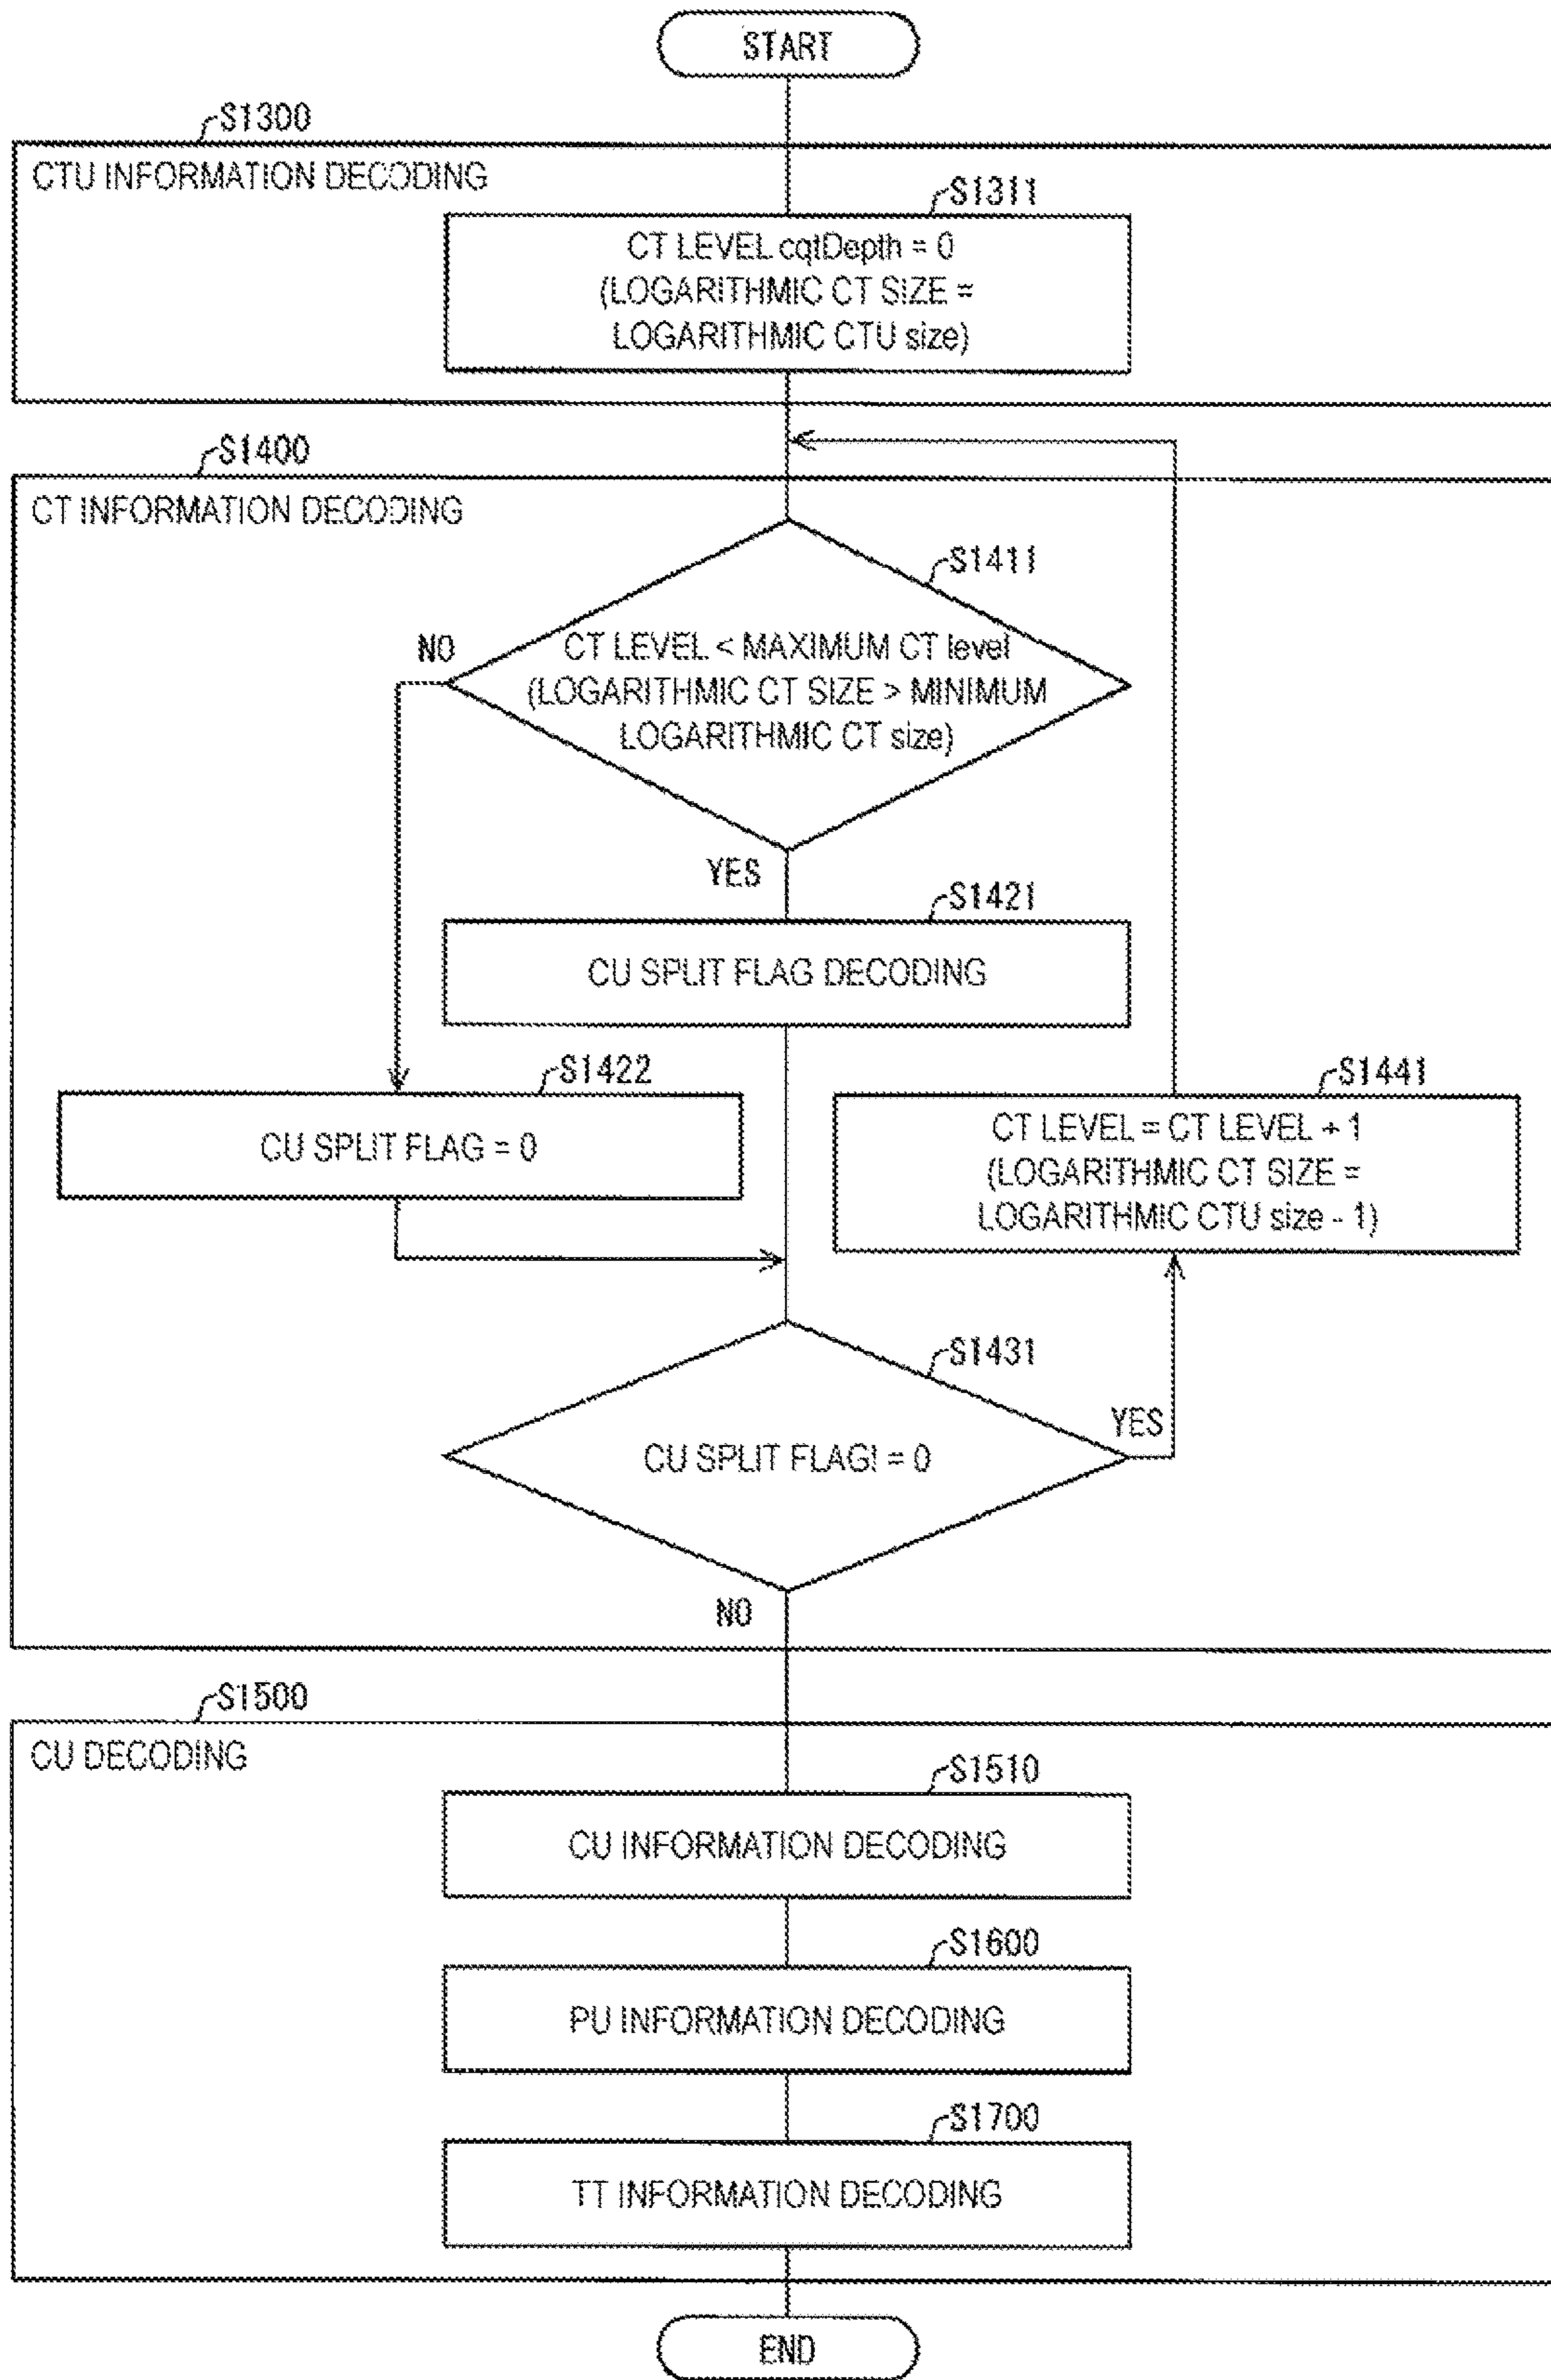 START
S1300
CTU INFORMATION DECODING
S1311
CT LEVEL cqtDepth = 0
(LOGARITHMIC CT SIZE =
LOGARITHMIC CTU size)
S1400
CT INFORMATION DECODING
S1411
NO
CT LEVEL < MAXIMUM CT level
(LOGARITHMIC CT SIZE > MINIMUM
LOGARITHMIC CT size)
YES
S1421
CU SPLIT FLAG DECODING
S1422
CU SPLIT FLAG = 0
S1441
CT LEVEL = CT LEVEL + 1
(LOGARITHMIC CT SIZE =
LOGARITHMIC CTU size - 1)
S1431
YES
CU SPLIT FLAG! = 0
NO
S1500
CU DECODING
S1510
CU INFORMATION DECODING
S1600
PU INFORMATION DECODING
S1700
TT INFORMATION DECODING
END